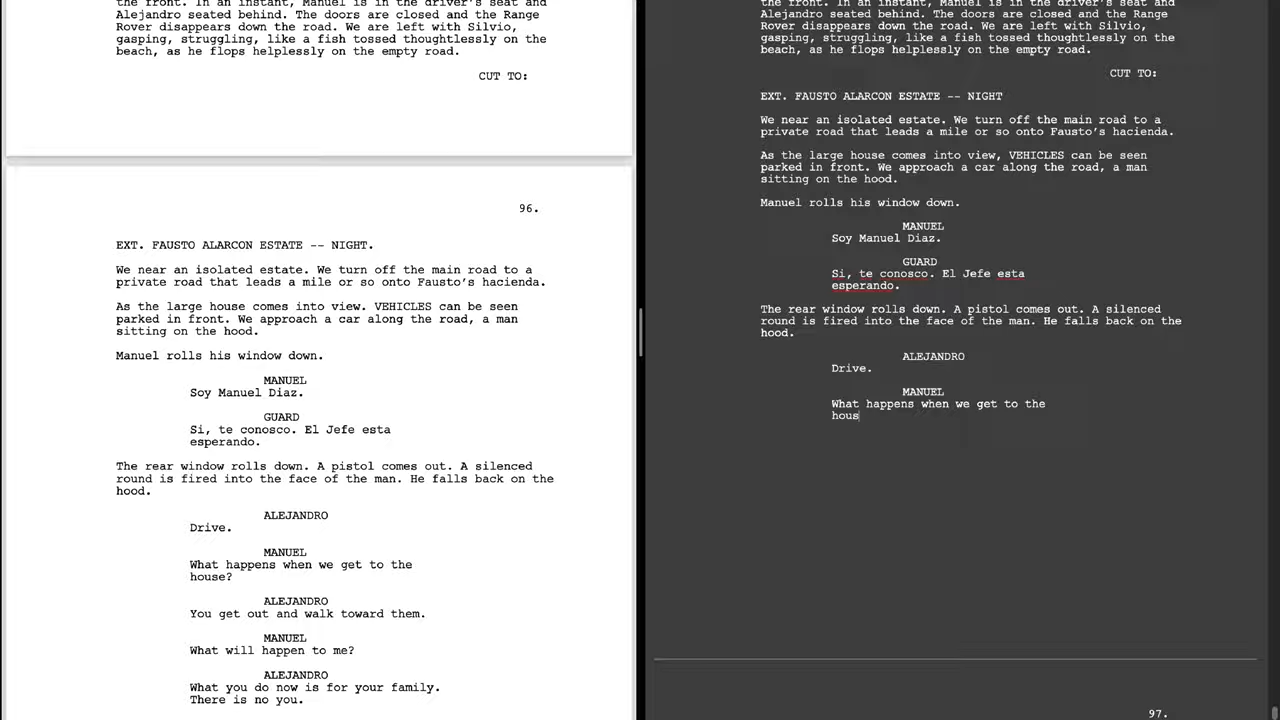 the front. In an instant, Manuel is in the driver's seat and
Alejandro seated behind. The doors are closed and the Range
Rover disappears down the road. We are left with Silvio,
gasping, struggling, like a fish tossed thoughtlessly on the
beach, as he flops helplessly on the empty road.
CUT TO:
96.
EXT. FAUSTO ALARCON ESTATE -- NIGHT.
We near an isolated estate. We turn off the main road to a
private road that leads a mile or so onto Fausto's hacienda.
As the large house comes into view. VEHICLES can be seen
parked in front. We approach a car along the road, a man
sitting on the hood.
Manuel rolls his window down.
MANUEL
Soy Manuel Diaz.
GUARD
Si, te conosco. El Jefe esta
esperando.
The rear window rolls down. A pistol comes out. A silenced
round is fired into the face of the man. He falls back on the
hood.
ALEJANDRO
Drive.
MANUEL
What happens when we get to the
house?
ALEJANDRO
You get out and walk toward them.
MANUEL
What will happen to me?
ALEJANDRO
What you do now is for your family.
There is no you.
the front. In an instant, Manuel is in the driver's seat and
Alejandro seated behind. The doors are closed and the Range
Rover disappears down the road. We are left with Silvio,
gasping, struggling, like a fish tossed thoughtlessly on the
beach, as he flops helplessly on the empty road.
CUT TO:
EXT. FAUSTO ALARCON ESTATE -- NIGHT
We near an isolated estate. We turn off the main road to a
private road that leads a mile or so onto Fausto's hacienda.
As the large house comes into view, VEHICLES can be seen
parked in front. We approach a car along the road, a man
sitting on the hood.
Manuel rolls his window down.
MANUEL
Soy Manuel Diaz.
GUARD
Si, te conosco. El Jefe esta
esperando.
The rear window rolls down. A pistol comes out. A silenced
round is fired into the face of the man. He falls back on the
hood.
ALEJANDRO
Drive.
MANUEL
What happens when we get to the
hous
97.